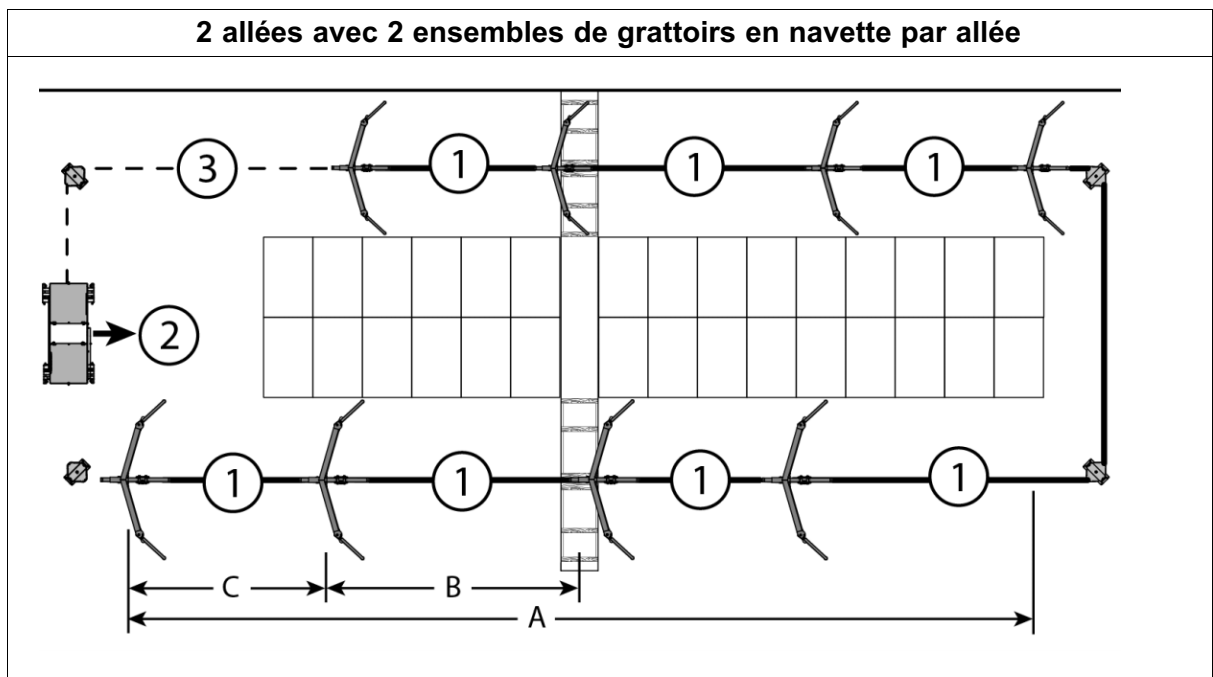 2 allées avec 2 ensembles de grattoirs en navette par allée
3 1 1 1
2
1 1 1 1
C B
A